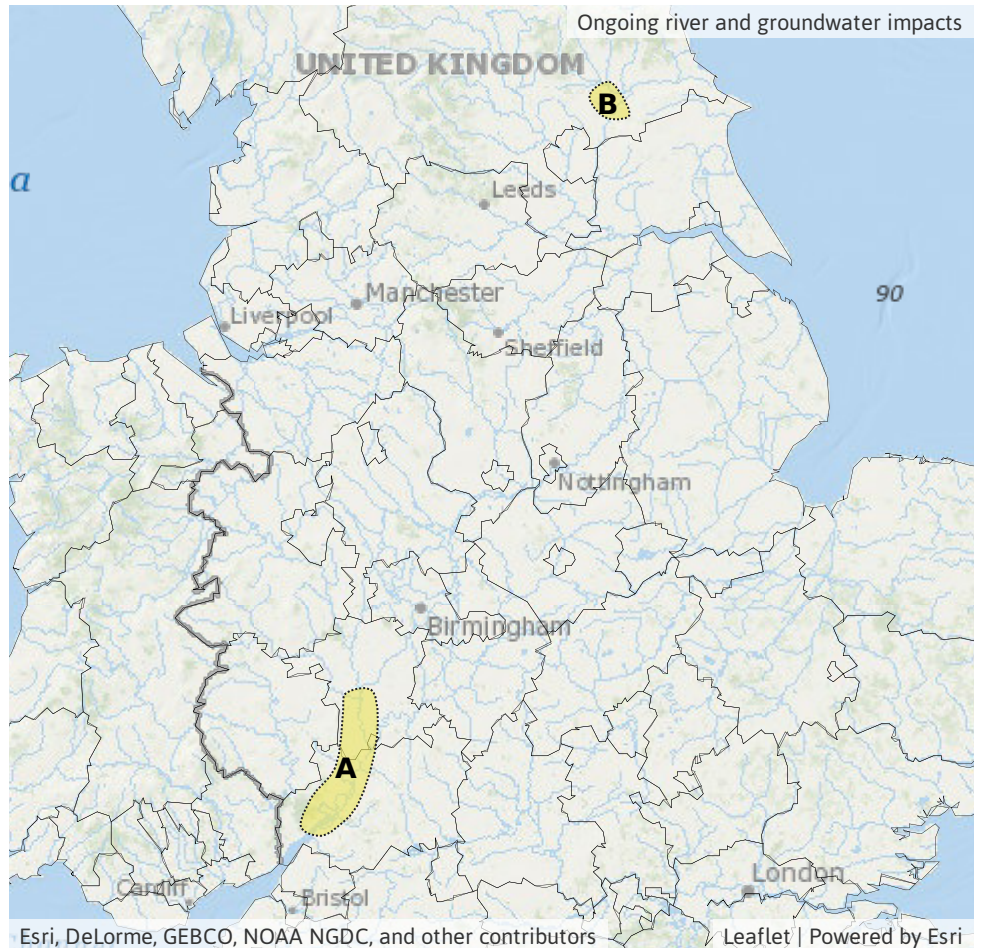 Ongoing river and groundwater impacts
UNITED KINGDOM
B
a
Leeds
Manchester
90
Liverpool
Sheffield
Nottingham
Birmingham
A
London
Cardiff
Bristol
Esri, DeLorme, GEBCO, NOAA NGDC, and other contributors
Leaflet | Powered by Esri